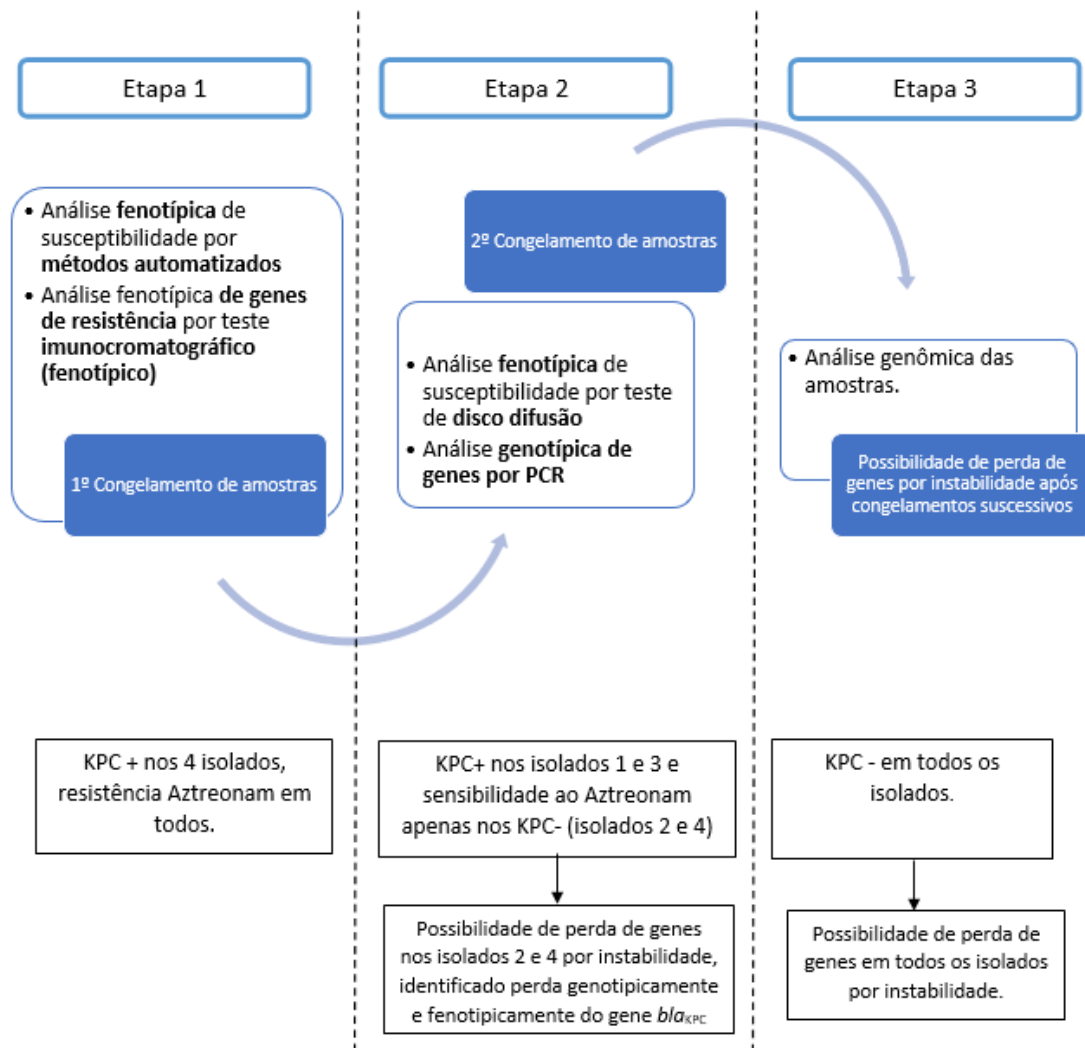 Etapa 1
• Análise fenotípica de
susceptibilidade por
métodos automatizados
• Análise fenotípica de genes
de resistência por teste
imunocromatográfico
(fenotípico)
1º Congelamento de amostras
KPC + nos 4 isolados,
resistência Aztreonam em
todos.
Etapa 2
2º Congelamento de amostras
• Análise fenotípica de
susceptibilidade por teste
de disco difusão
• Análise genotípica de
genes por PCR
KPC+ nos isolados 1 e 3 e
sensibilidade ao Aztreonam
apenas nos KPC- (isolados 2 e 4)
Possibilidade de perda de genes
nos isolados 2 e 4 por instabilidade,
identificado perda genotipicamente
e fenotipicamente do gene blaKPC
Etapa 3
• Análise genômica das
amostras.
Possibilidade de perda de
genes por instabilidade após
congelamentos suscessivos
KPC - em todos os
isolados.
Possibilidade de perda de
genes em todos os isolados
por instabilidade.